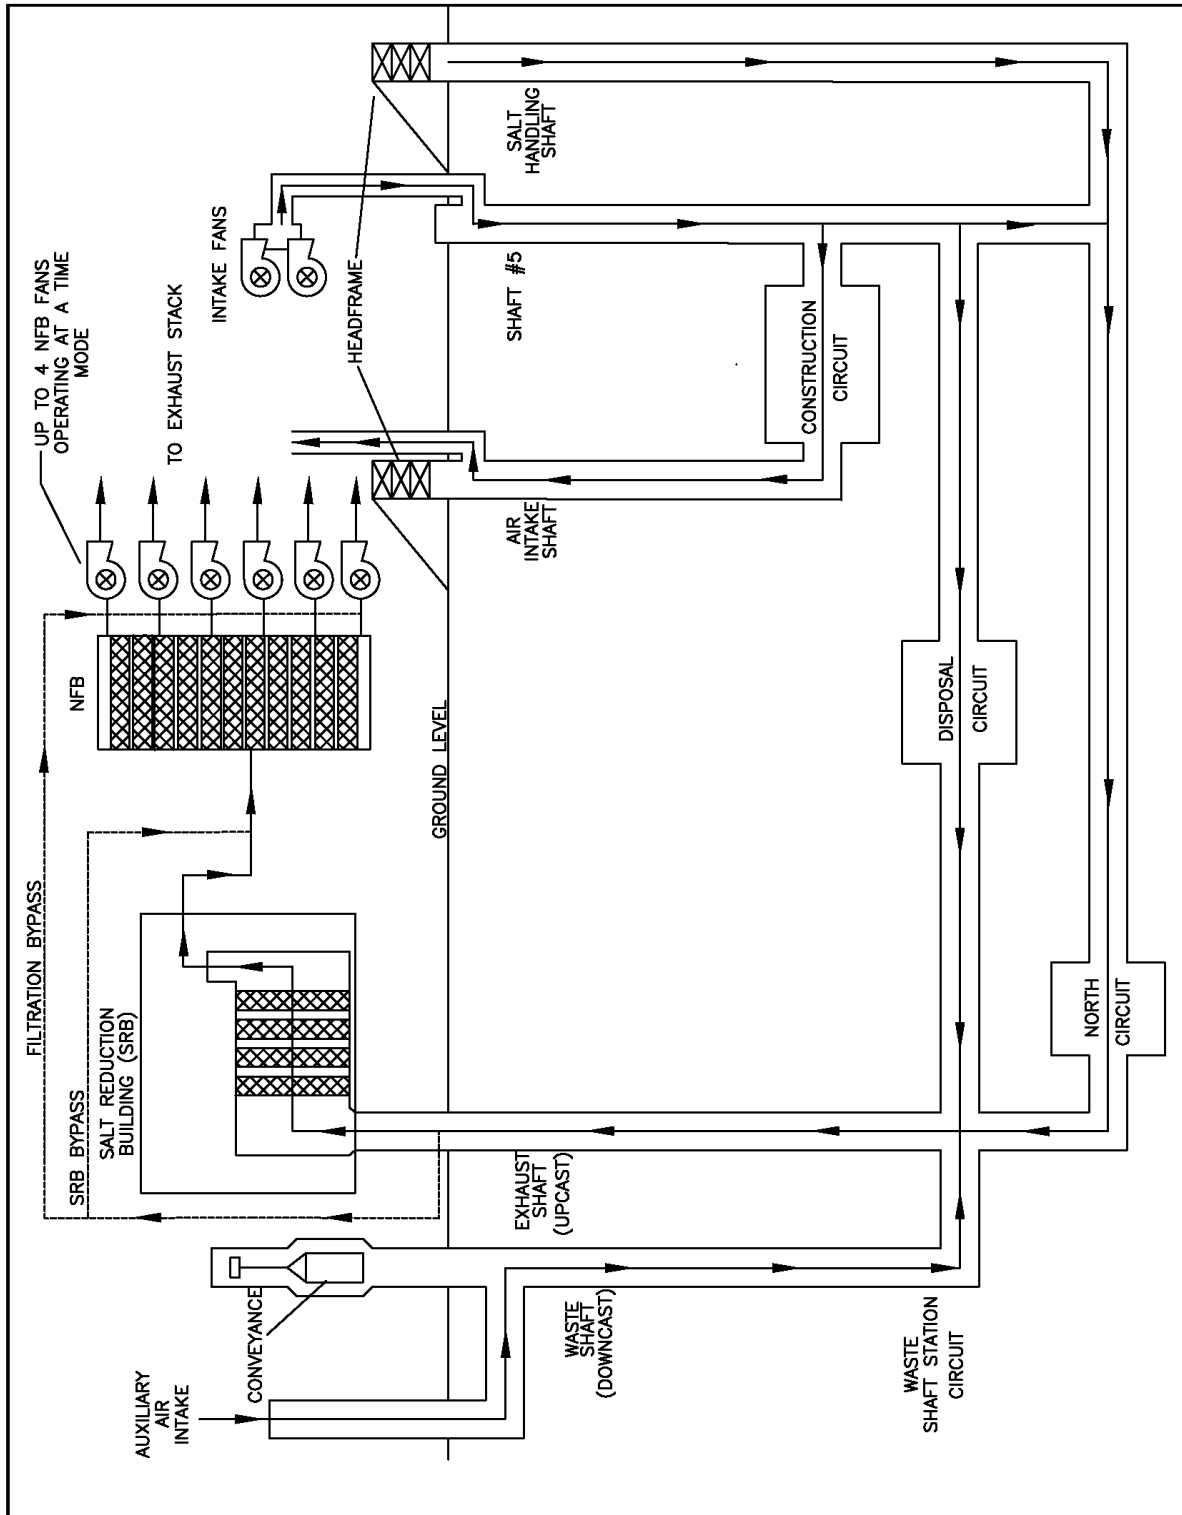 UP TO 4 NFB FANS
OPERATING AT A TIME
MODE
FILTRATION BYPASS
SRB BYPASS
SALT REDUCTION
BUILDING (SRB)
NFB
TO EXHAUST STACK
INTAKE FANS
HEADFRAME
AUXILIARY
AIR
INTAKE
CONVEYANCE
GROUND LEVEL
WASTE
SHAFT
(DOWNCAST)
EXHAUST
SHAFT
(UPCAST)
AIR
INTAKE
SHAFT
SHAFT #5
SALT
HANDLING
SHAFT
CONSTRUCTION
CIRCUIT
DISPOSAL
CIRCUIT
WASTE
SHAFT STATION
CIRCUIT
NORTH
CIRCUIT